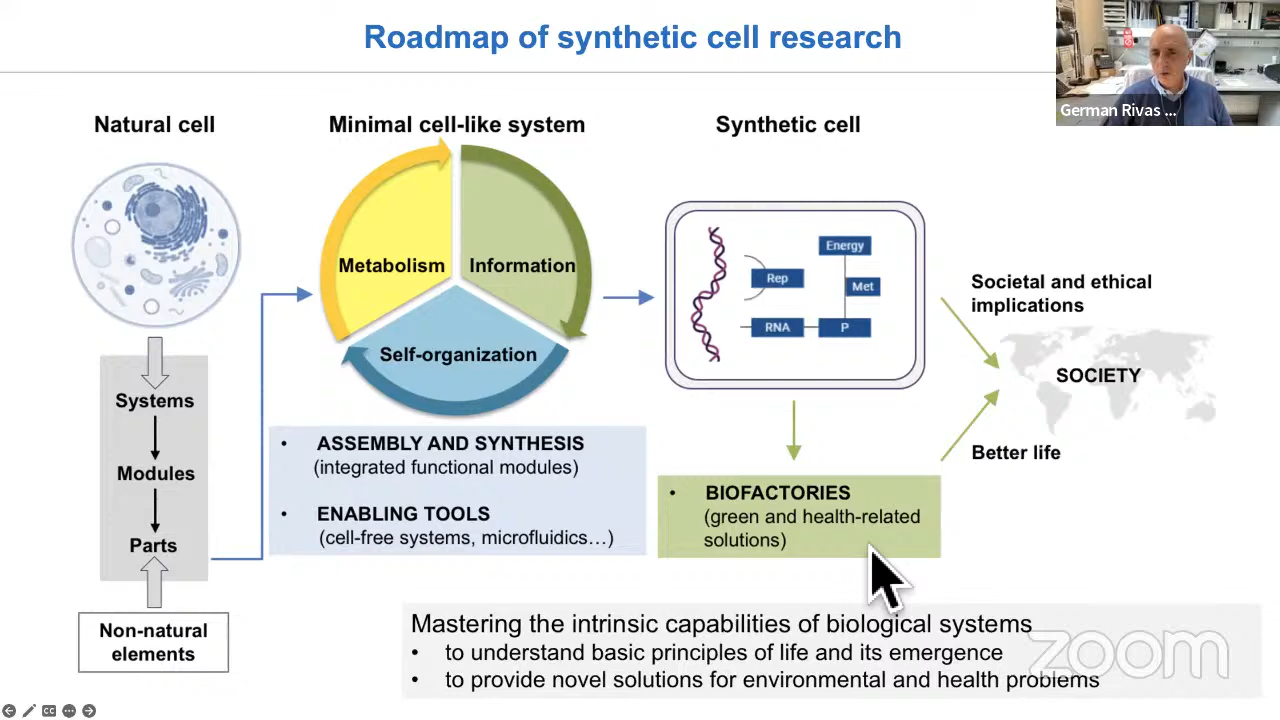 Roadmap of synthetic cell research
German Rivas ...
Natural cell
Minimal cell-like system
Synthetic cell
Metabolism
Information
Self-organization
Energy
Rep
Met
RNA
P
Societal and ethical
implications
SOCIETY
Better life
Systems
Modules
Parts
Non-natural
elements
• ASSEMBLY AND SYNTHESIS
(integrated functional modules)
• ENABLING TOOLS
(cell-free systems, microfluidics…)
• BIOFACTORIES
(green and health-related
solutions)
Mastering the intrinsic capabilities of biological systems
• to understand basic principles of life and its emergence
• to provide novel solutions for environmental and health problems
zoom
CC